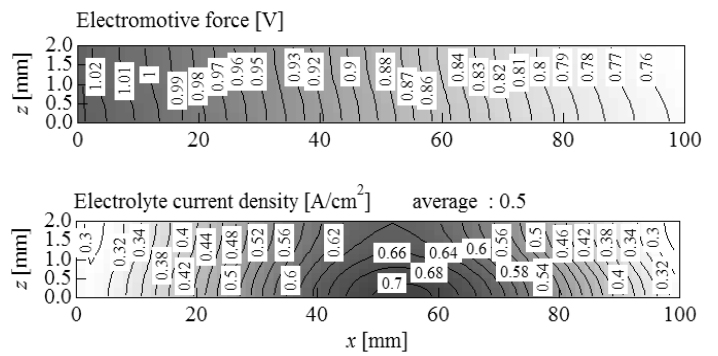 Electromotive force [V]
z [mm]
2.0
1.5
1.0
0.5
0.0
1.02 1.01 1 0.99 0.98 0.97 0.96 0.95 0.93 0.92 0.9 0.88 0.87 0.86 0.84 0.83 0.82 0.81 0.8 0.79 0.78 0.77 0.76
0 20 40 60 80 100
Electrolyte current density [A/cm²] average : 0.5
z [mm]
2.0
1.5
1.0
0.5
0.0
0.3 0.32 0.34 0.38 0.4 0.42 0.44 0.48 0.5 0.52 0.56 0.6 0.62 0.66 0.7 0.68 0.64 0.6 0.56 0.58 0.5 0.54 0.46 0.42 0.38 0.4 0.34 0.3 0.32
0 20 40 60 80 100
x [mm]